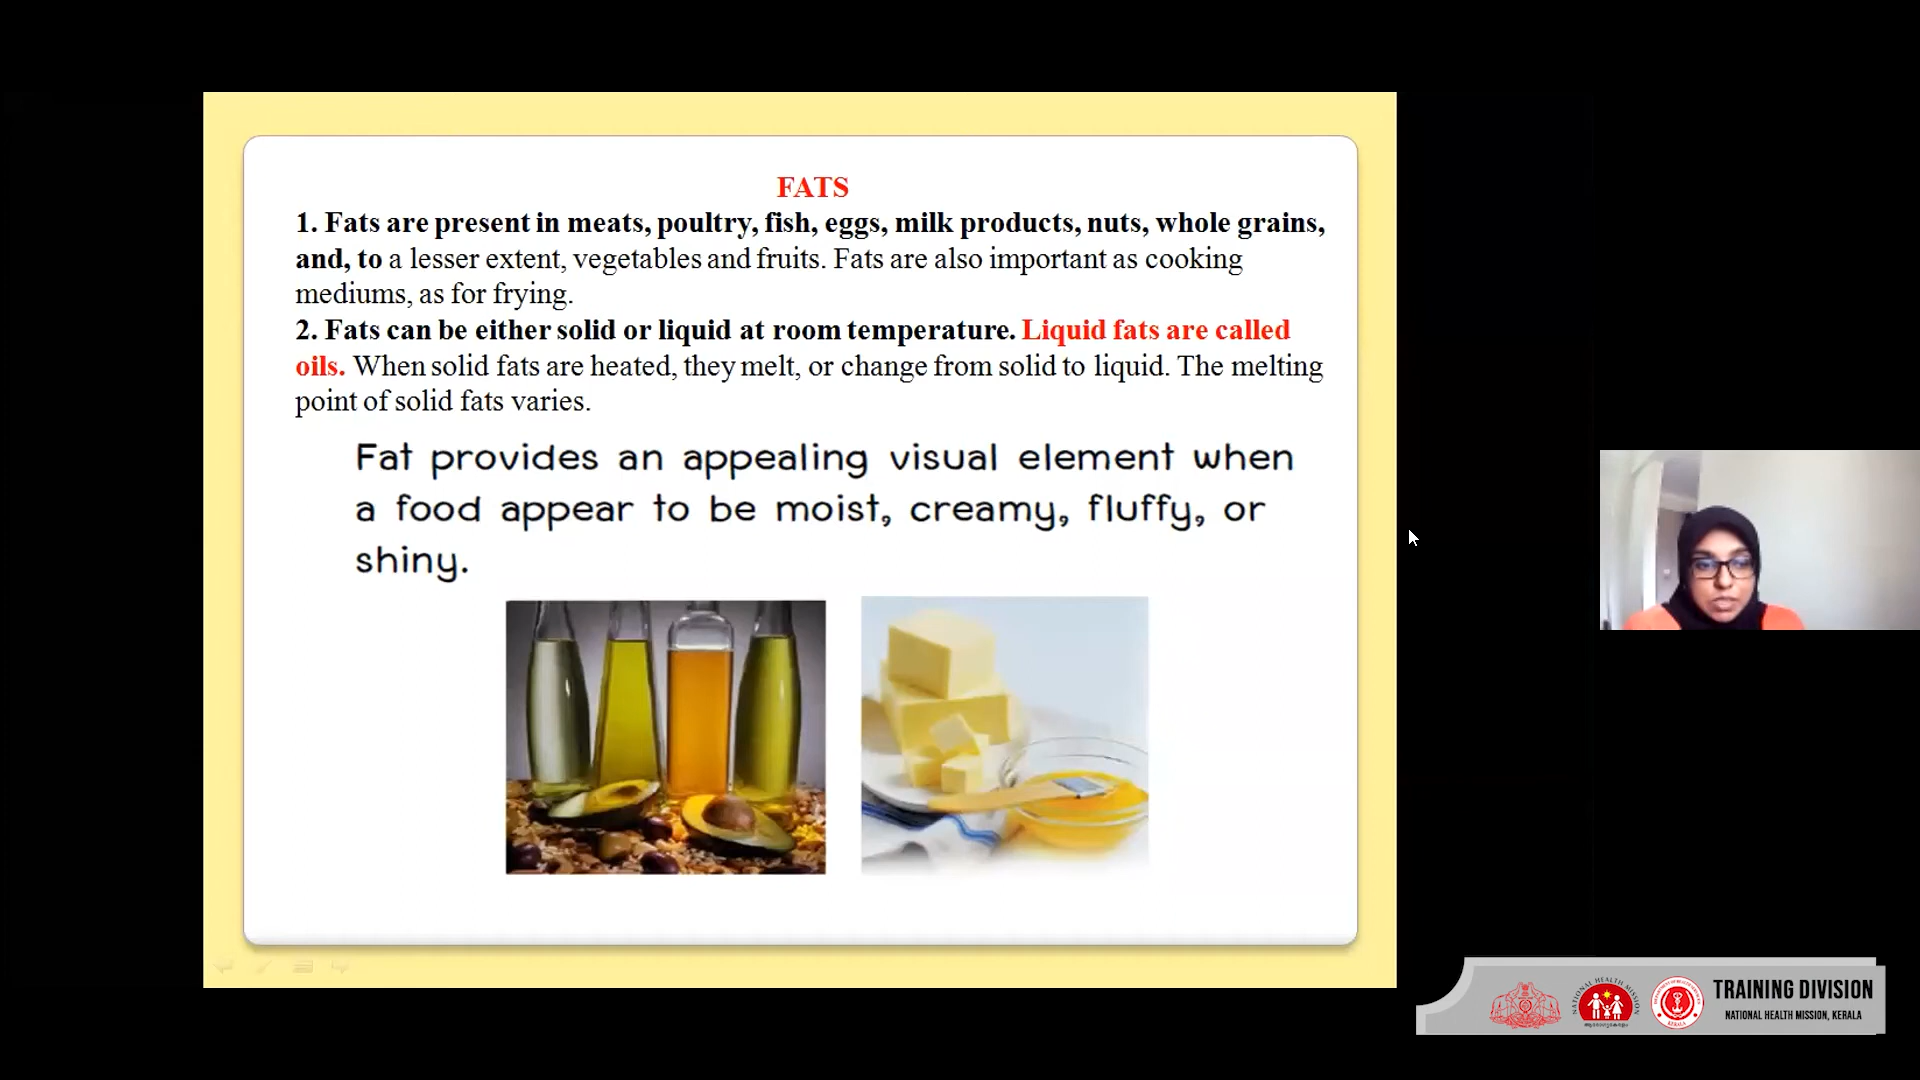 FATS
1. Fats are present in meats, poultry, fish, eggs, milk products, nuts, whole grains,
and, to a lesser extent, vegetables and fruits. Fats are also important as cooking
mediums, as for frying.
2. Fats can be either solid or liquid at room temperature. Liquid fats are called
oils. When solid fats are heated, they melt, or change from solid to liquid. The melting
point of solid fats varies.
Fat provides an appealing visual element when
a food appear to be moist, creamy, fluffy, or
shiny.
NATIONAL HEALTH MISSION
TRAINING DIVISION
NATIONAL HEALTH MISSION, KERALA